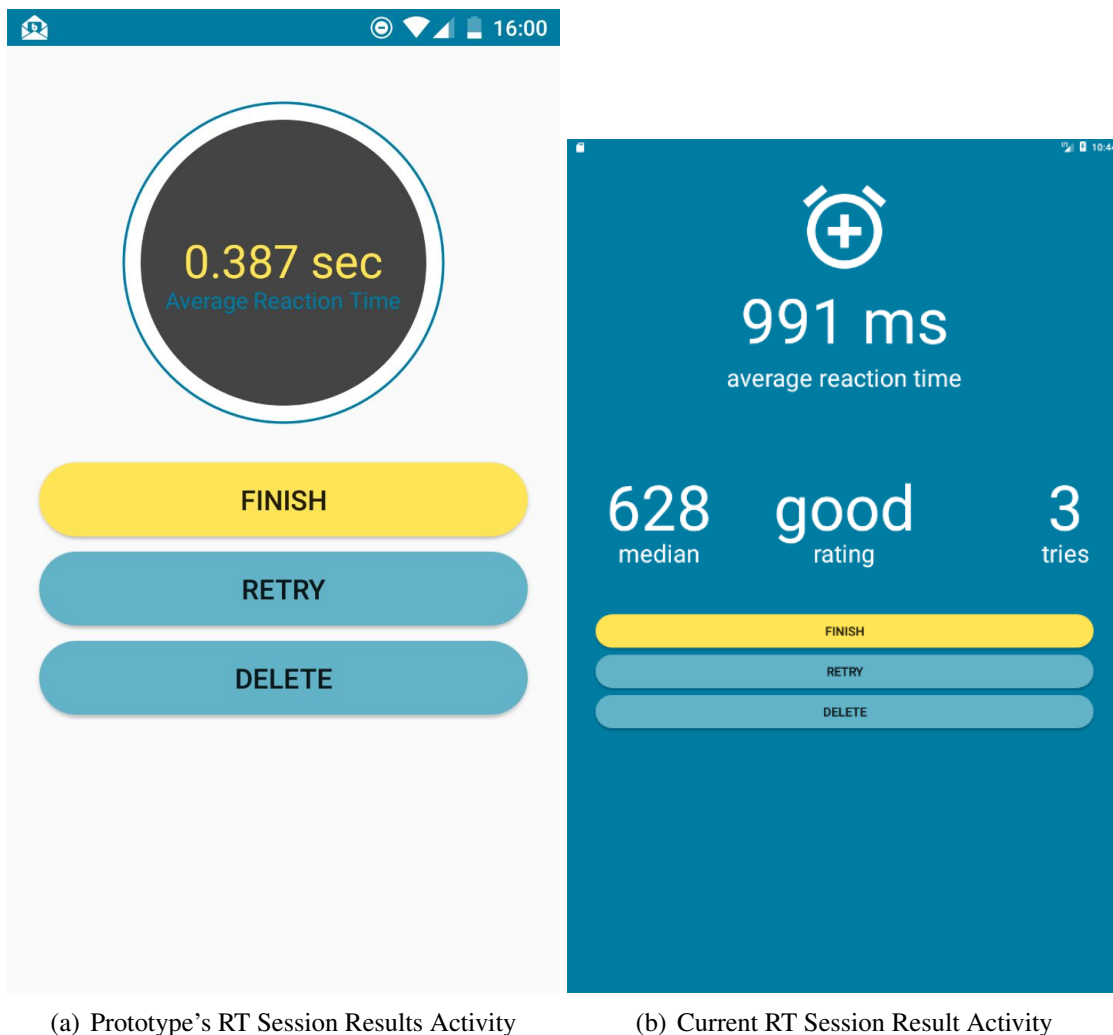 16:00
0.387 sec
Average Reaction Time
FINISH
RETRY
DELETE
10:44
991 ms
average reaction time
628 good 3
median rating tries
FINISH
RETRY
DELETE
(a) Prototype's RT Session Results Activity
(b) Current RT Session Result Activity